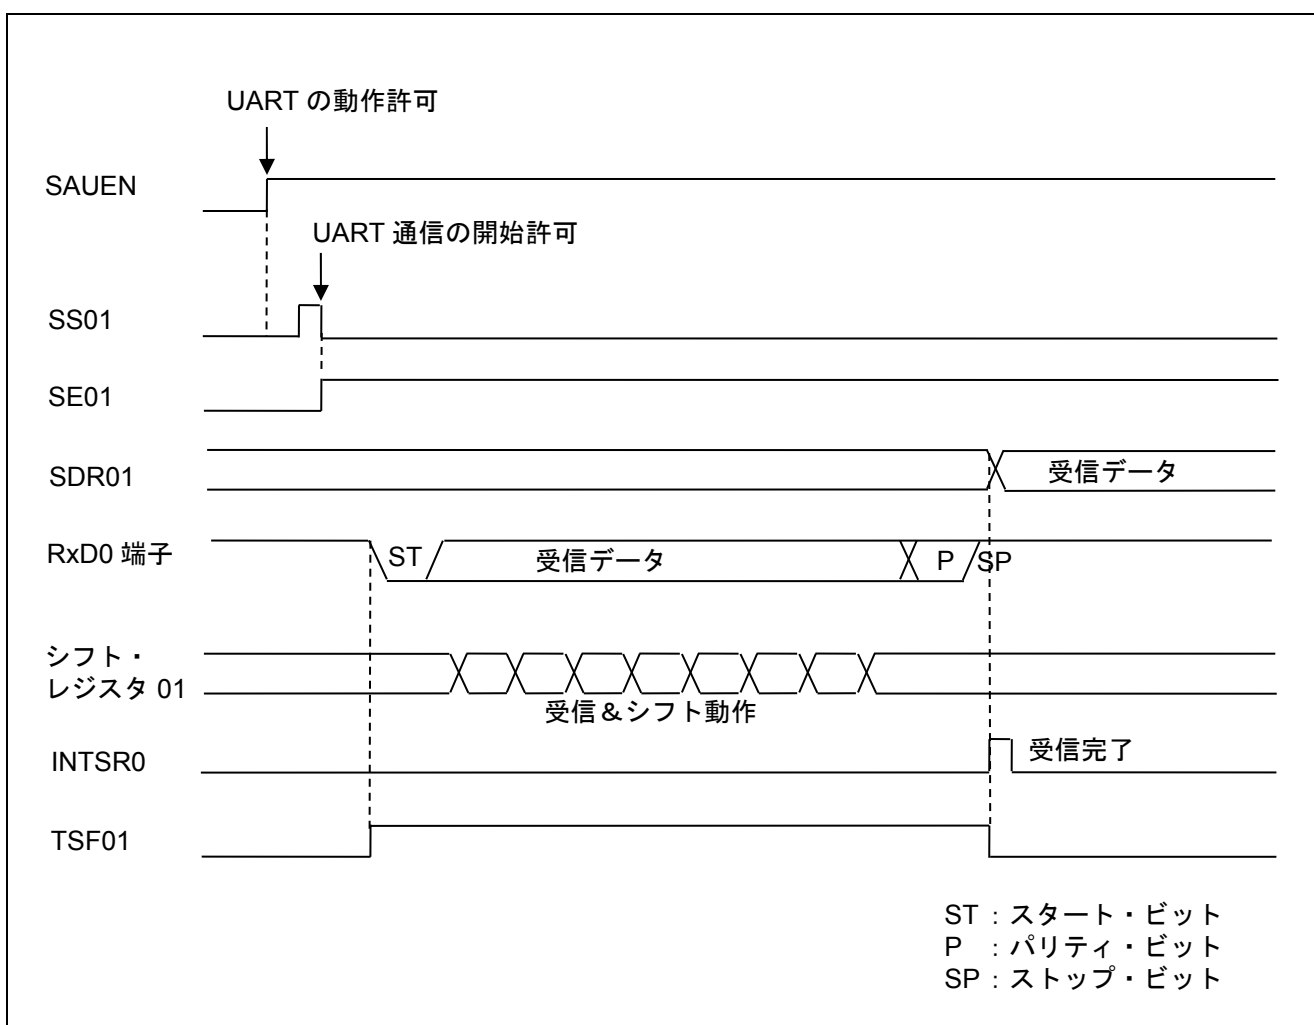 UART の動作許可
SAUEN
UART 通信の開始許可
SS01
SE01
SDR01
受信データ
RxD0 端子
ST
受信データ
P
SP
シフト・
レジスタ 01
受信＆シフト動作
INTSR0
受信完了
TSF01
ST：スタート・ビット
P ：パリティ・ビット
SP：ストップ・ビット